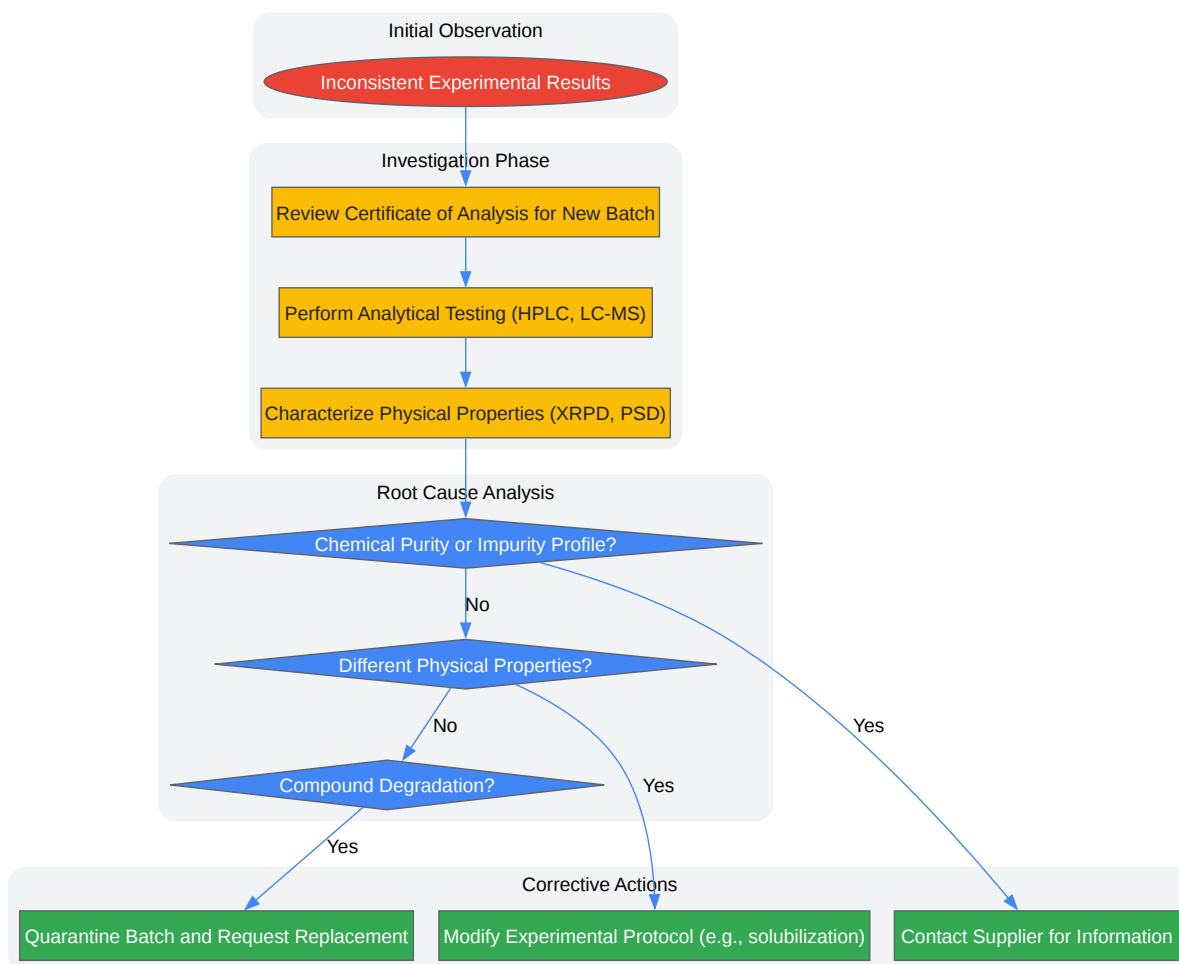 Initial Observation
Inconsistent Experimental Results
Investigation Phase
Review Certificate of Analysis for New Batch
Perform Analytical Testing (HPLC, LC-MS)
Characterize Physical Properties (XRPD, PSD)
Root Cause Analysis
Chemical Purity or Impurity Profile?
No
Different Physical Properties?
No
Yes
Compound Degradation?
Yes
Yes
Corrective Actions
Quarantine Batch and Request Replacement
Modify Experimental Protocol (e.g., solubilization)
Contact Supplier for Information